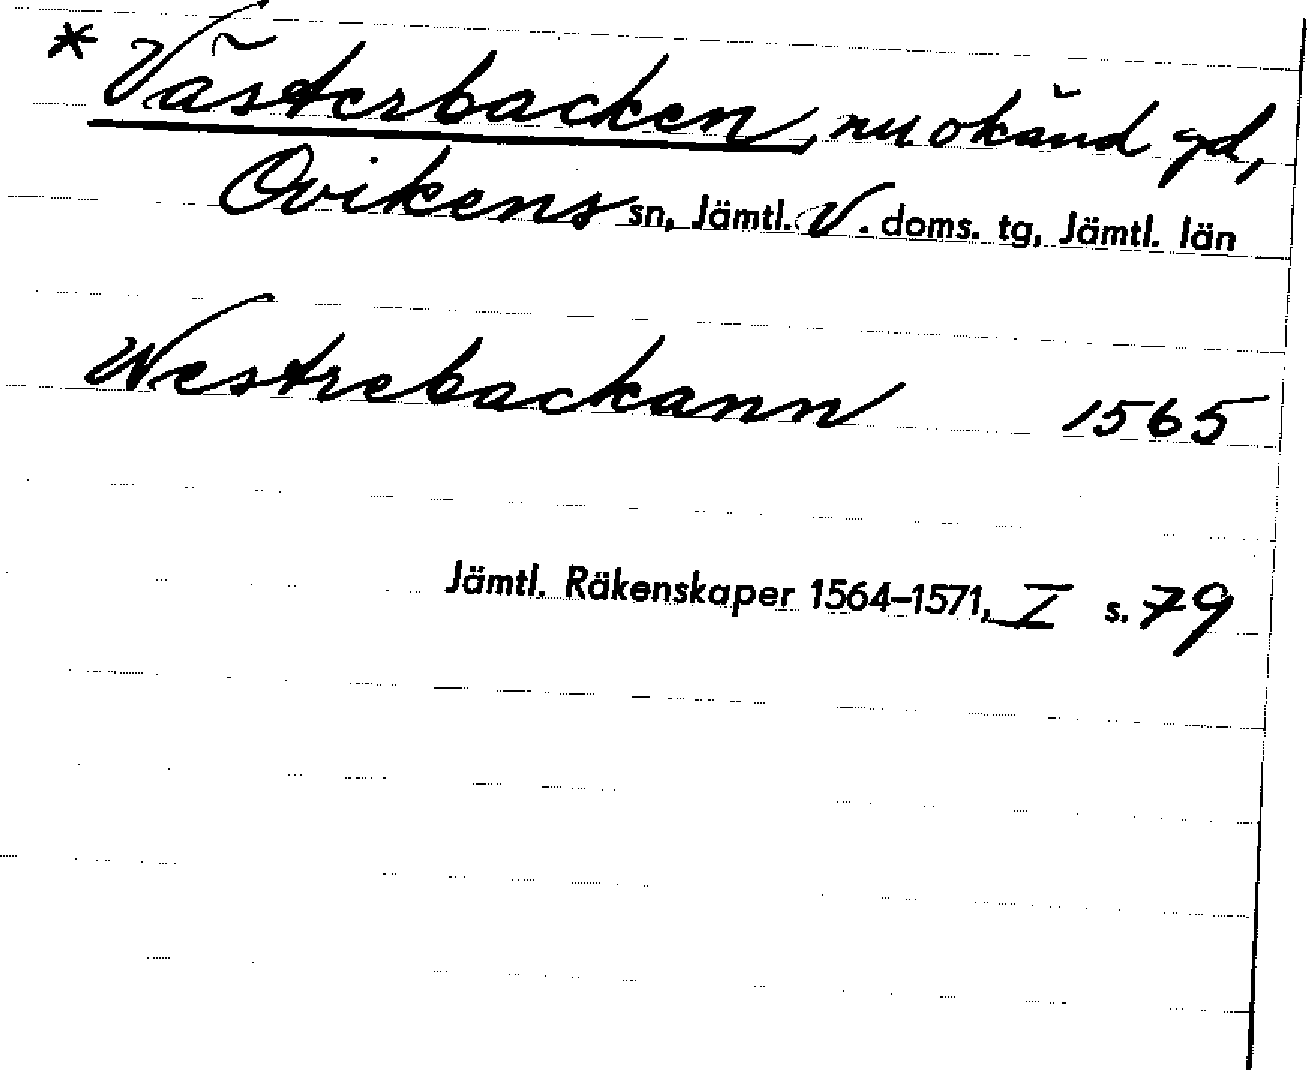 * Västerbacken, nu okänd gd,
Ovikens sn, Jämtl. V. doms. tg, Jämtl. län
Westrebackann 1565
Jämtl. Räkenskaper 1564–1571, I s. 79